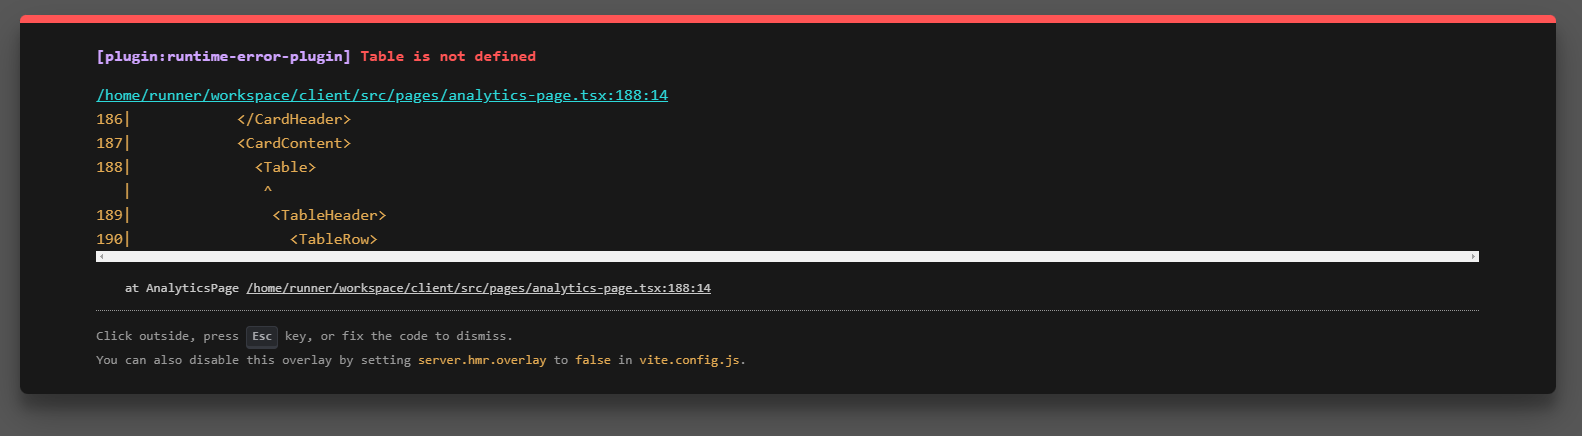 [plugin:runtime-error-plugin] Table is not defined
/home/runner/workspace/client/src/pages/analytics-page.tsx:188:14
186|            </CardHeader>
187|            <CardContent>
188|              <Table>
   |               ^
189|                <TableHeader>
190|                  <TableRow>
at AnalyticsPage /home/runner/workspace/client/src/pages/analytics-page.tsx:188:14
Click outside, press Esc key, or fix the code to dismiss.
You can also disable this overlay by setting server.hmr.overlay to false in vite.config.js.